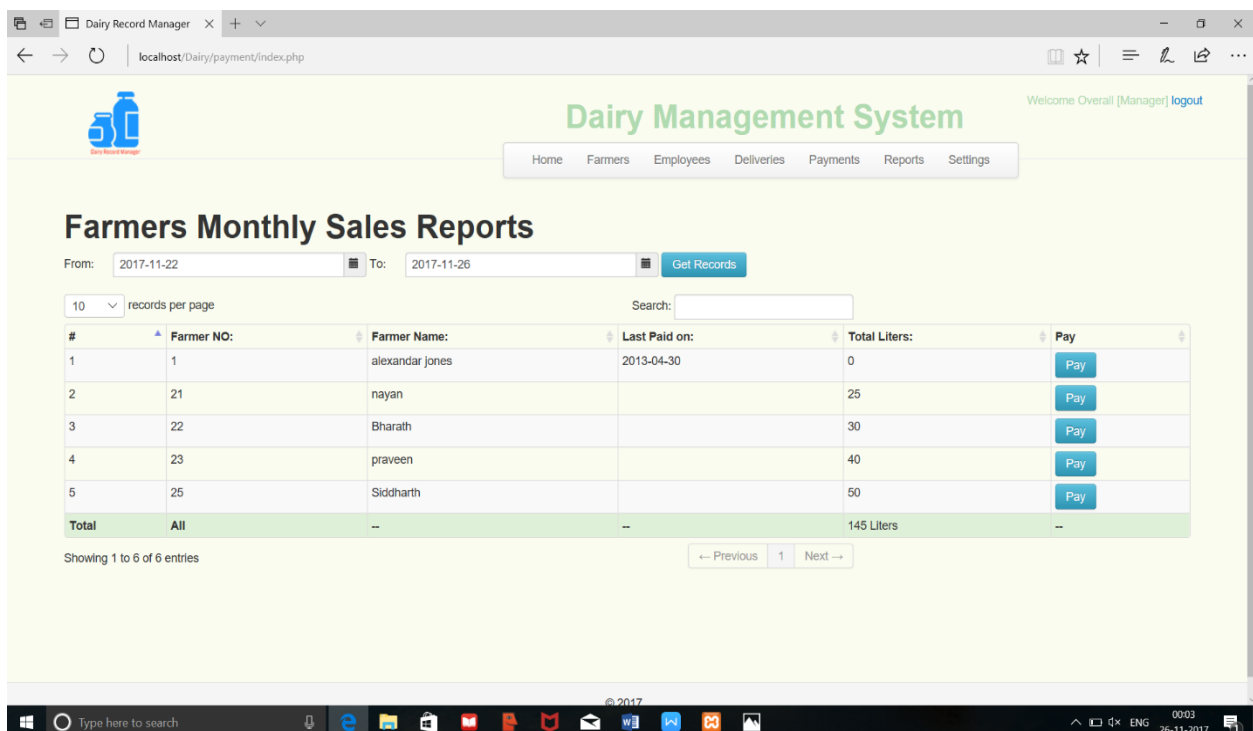 Dairy Record Manager
localhost/Dairy/payment/index.php
Dairy Record Manager
Dairy Management System
Welcome Overall [Manager] logout
Home Farmers Employees Deliveries Payments Reports Settings
Farmers Monthly Sales Reports
From: 2017-11-22 To: 2017-11-26 Get Records
10 records per page Search:
# Farmer NO: Farmer Name: Last Paid on: Total Liters: Pay
1 1 alexandar jones 2013-04-30 0 Pay
2 21 nayan 25 Pay
3 22 Bharath 30 Pay
4 23 praveen 40 Pay
5 25 Siddharth 50 Pay
Total All -- -- 145 Liters --
Showing 1 to 6 of 6 entries ← Previous 1 Next →
© 2017
Type here to search ENG 00:03
26-11-2017